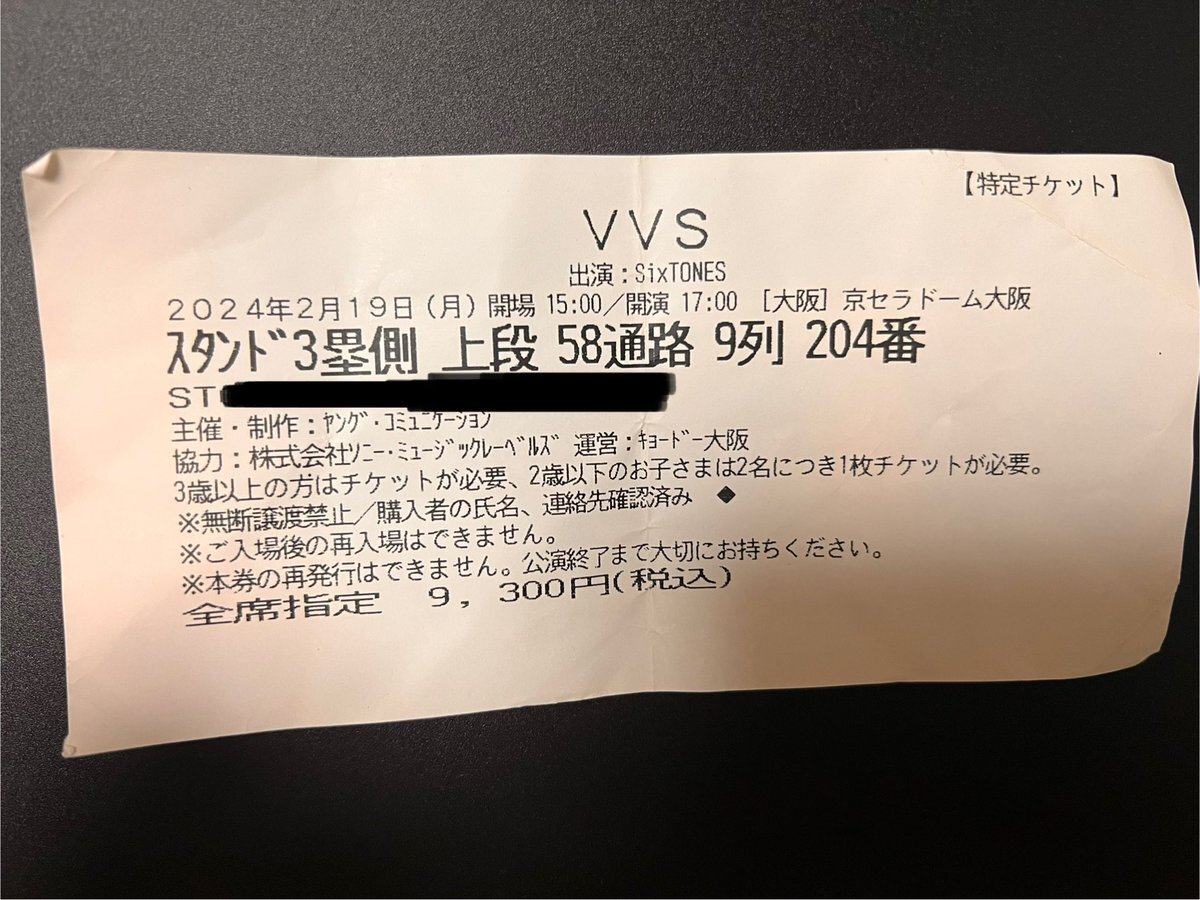 【特定チケット】
VVS
出演：SixTONES
2024年2月19日（月）開場 15:00／開演 17:00 ［大阪］京セラドーム大阪
ｽﾀﾝﾄﾞ3塁側 上段 58通路 9列 204番
ST
主催・制作：ﾔﾝｸﾞ・ｺﾐｭﾆｹｰｼｮﾝ
協力：株式会社ｿﾆｰ・ﾐｭｰｼﾞｯｸﾚｰﾍﾞﾙｽﾞ 運営：ｷｮｰﾄﾞｰ大阪
3歳以上の方はチケットが必要、2歳以下のお子さまは2名につき1枚チケットが必要。
※無断譲渡禁止／購入者の氏名、連絡先確認済み ◆
※ご入場後の再入場はできません。
※本券の再発行はできません。公演終了まで大切にお持ちください。
全席指定 9,300円(税込)